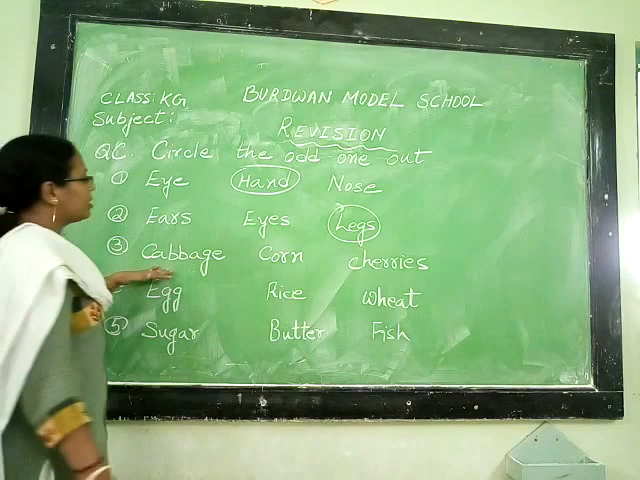 CLASS: KG BURDWAN MODEL SCHOOL
Subject:
REVISION
QC. Circle the odd one out
① Eye Hand Nose
② Ears Eyes Legs
③ Cabbage Corn cherries
Egg Rice wheat
⑤ Sugar Butter Fish